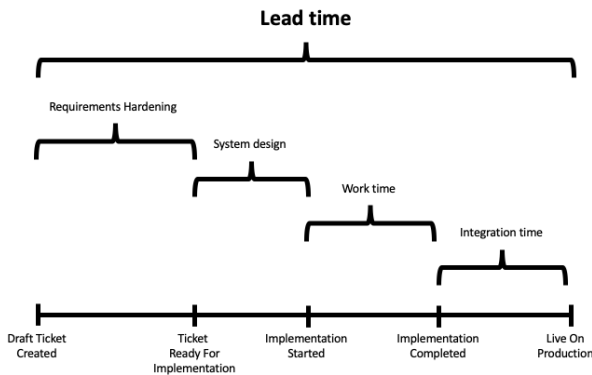 Lead time
Requirements Hardening
System design
Work time
Integration time
Draft Ticket
Created
Ticket
Ready For
Implementation
Implementation
Started
Implementation
Completed
Live On
Production